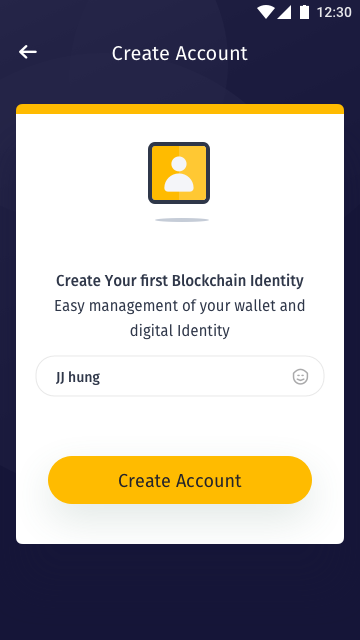 12:30
Create Account
Create Your first Blockchain Identity
Easy management of your wallet and
digital Identity
JJ hung
Create Account